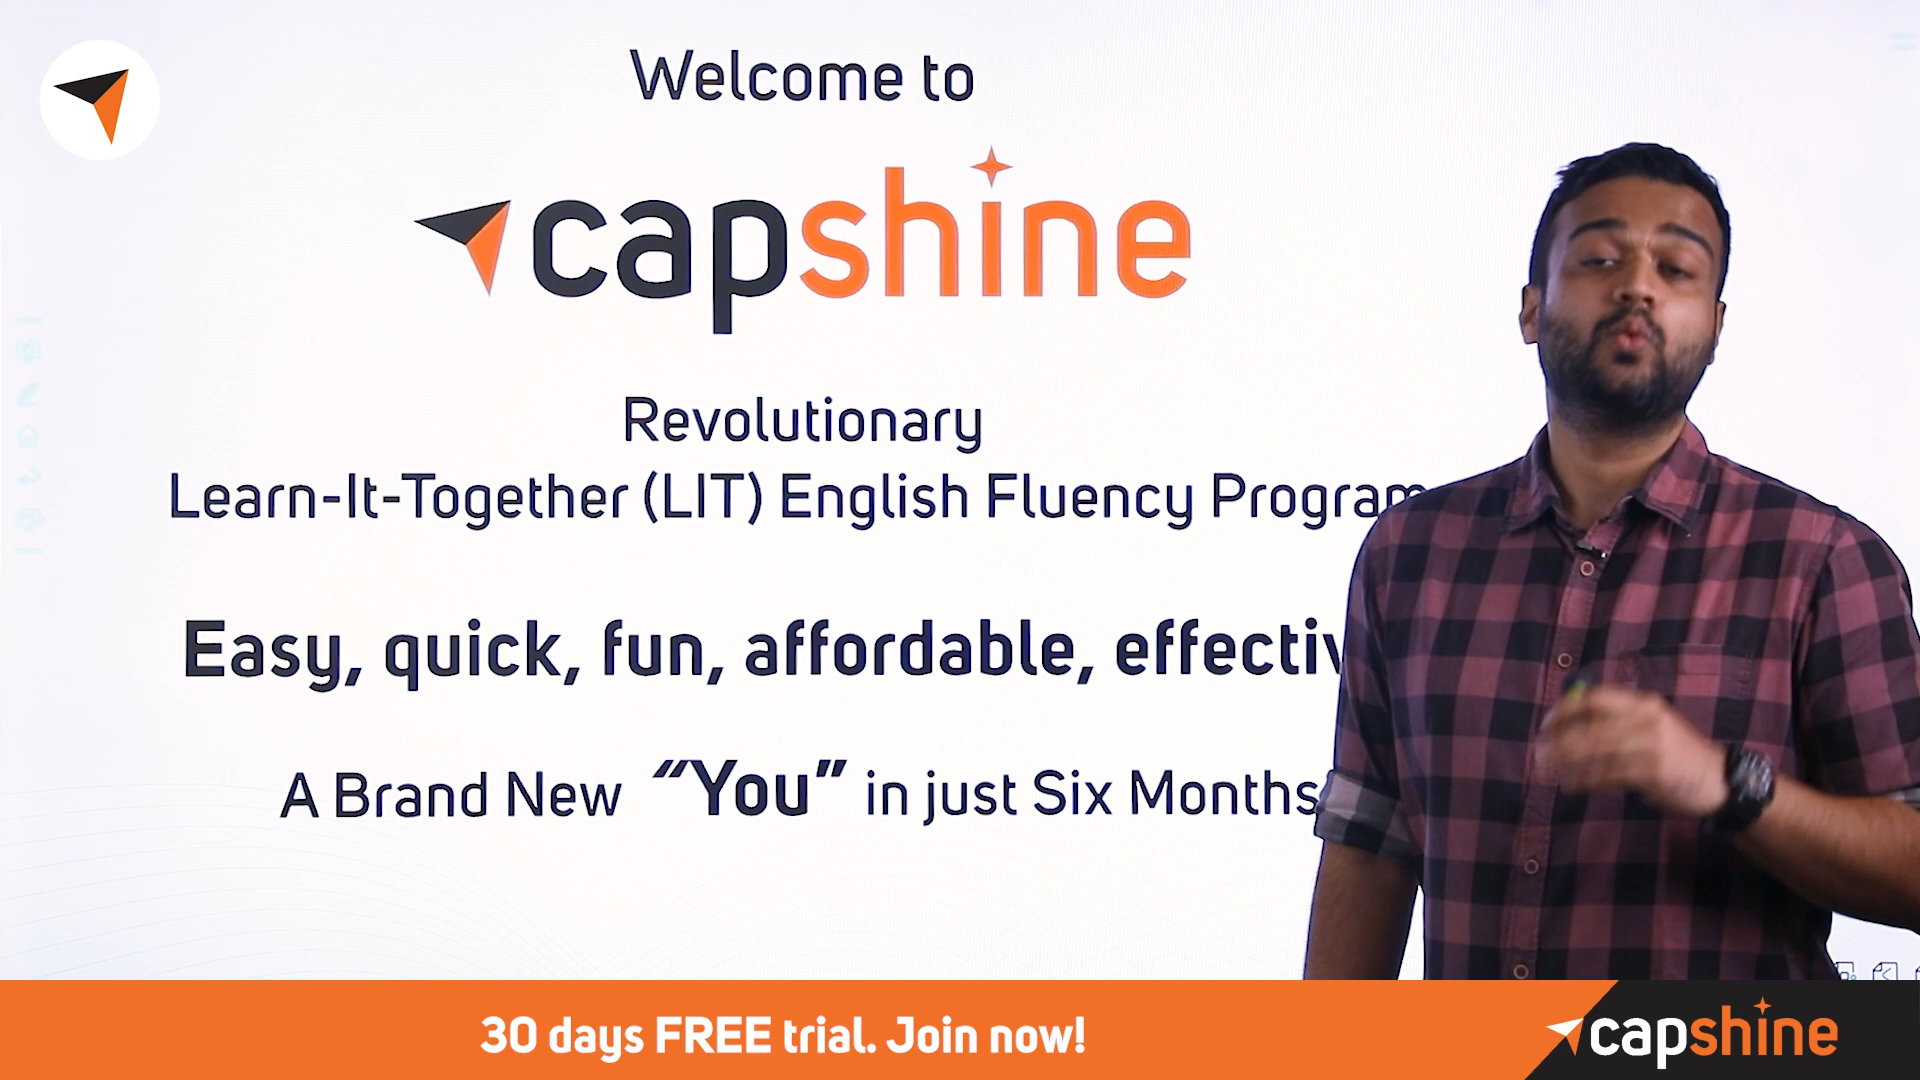 Welcome to
capshine
Revolutionary
Learn-It-Together (LIT) English Fluency Program
Easy, quick, fun, affordable, effectiv
A Brand New “You” in just Six Months
30 days FREE trial. Join now!
capshine